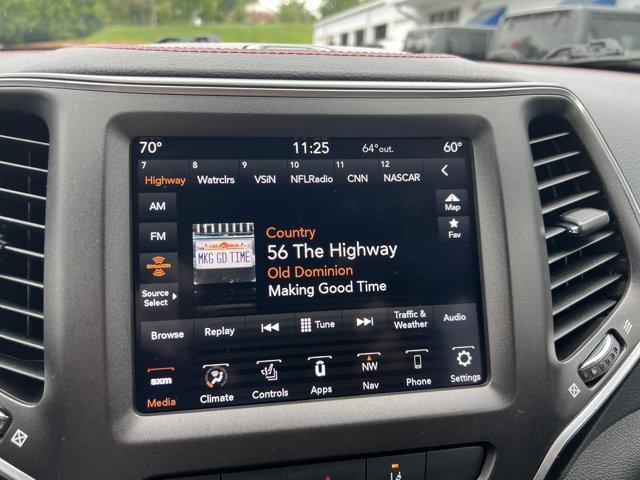 70° 11:25 64°out. 60°
7 8 9 10 11 12
Highway Watrclrs VSiN NFLRadio CNN NASCAR
AM
Map
FM
Fav
MKG GD TIME
Country
56 The Highway
Old Dominion
Making Good Time
SiriusXM
Source Select
Browse Replay Tune Traffic & Weather Audio
sxm NW
Media Climate Controls Apps Nav Phone Settings